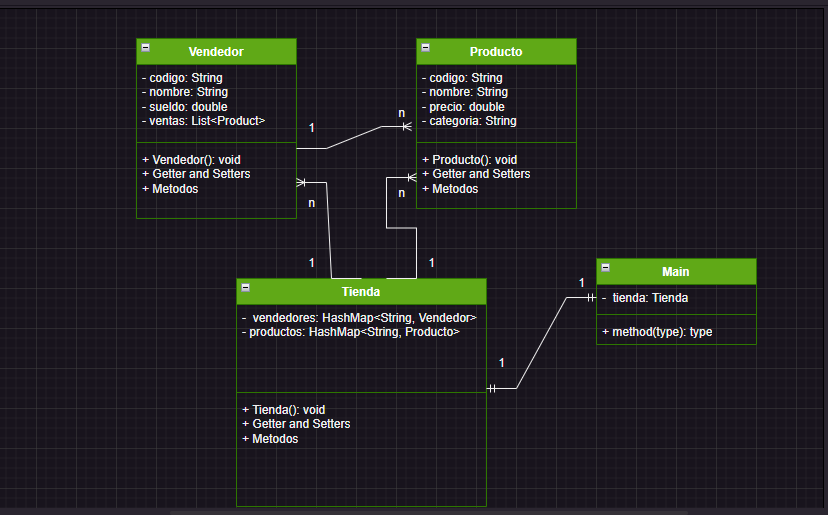 Vendedor
- codigo: String
- nombre: String
- sueldo: double
- ventas: List<Product>
+ Vendedor(): void
+ Getter and Setters
+ Metodos
Producto
- codigo: String
- nombre: String
- precio: double
- categoria: String
+ Producto(): void
+ Getter and Setters
+ Metodos
1
n
n
n
1
1
Tienda
- vendedores: HashMap<String, Vendedor>
- productos: HashMap<String, Producto>
+ Tienda(): void
+ Getter and Setters
+ Metodos
1
1
Main
- tienda: Tienda
+ method(type): type